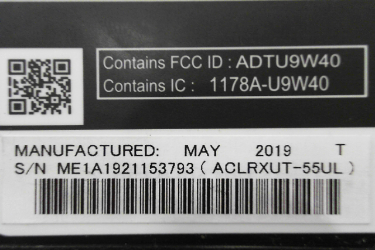 Contains FCC ID : ADTU9W40
Contains IC : 1178A-U9W40
MANUFACTURED: MAY 2019 T
S/N ME1A1921153793 ( ACLRXUT-55UL )